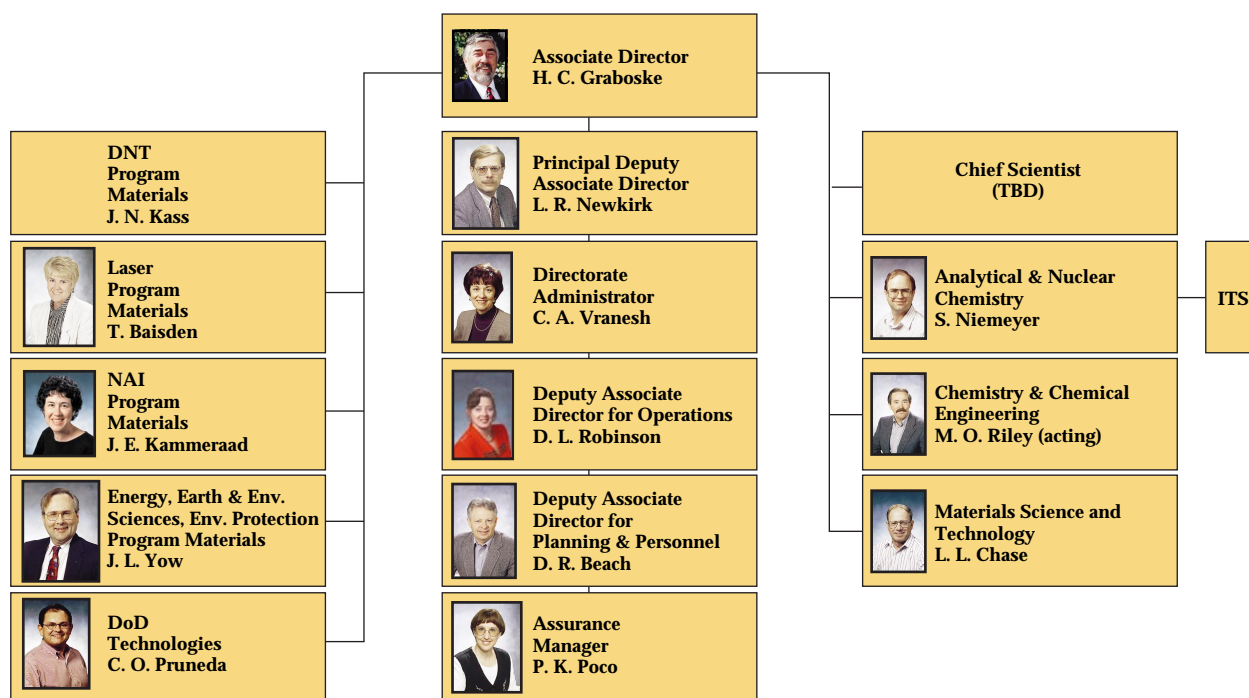 Associate Director
H. C. Graboske
DNT
Program
Materials
J. N. Kass
Laser
Program
Materials
T. Baisden
NAI
Program
Materials
J. E. Kammeraad
Energy, Earth & Env.
Sciences, Env. Protection
Program Materials
J. L. Yow
DoD
Technologies
C. O. Pruneda
Principal Deputy
Associate Director
L. R. Newkirk
Directorate
Administrator
C. A. Vranesh
Deputy Associate
Director for Operations
D. L. Robinson
Deputy Associate
Director for
Planning & Personnel
D. R. Beach
Assurance
Manager
P. K. Poco
Chief Scientist
(TBD)
Analytical & Nuclear
Chemistry
S. Niemeyer
ITS
Chemistry & Chemical
Engineering
M. O. Riley (acting)
Materials Science and
Technology
L. L. Chase